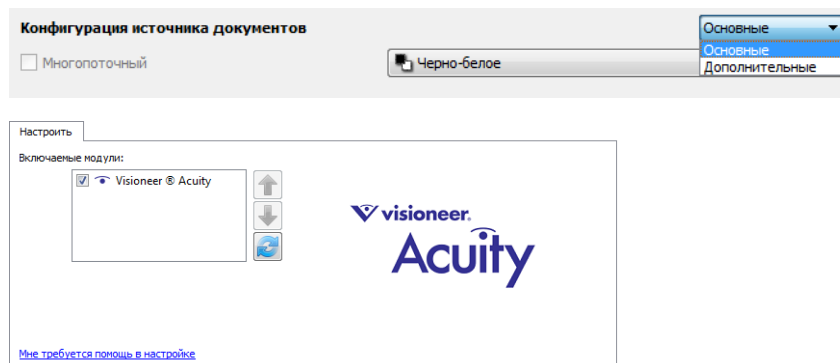 Конфигурация источника документов
Основные
Основные
Дополнительные
Многопоточный
Черно-белое
Настроить
Включаемые модули:
Visioneer ® Acuity
visioneer.
Acuity
Мне требуется помощь в настройке